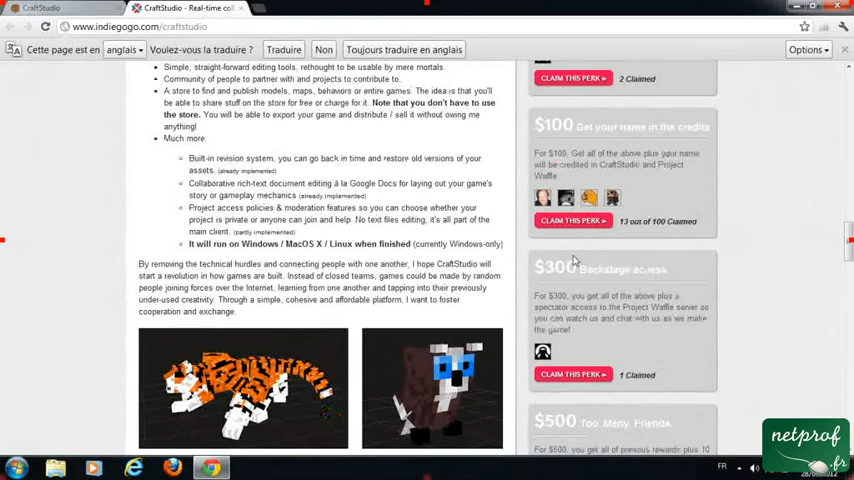 CraftStudio
CraftStudio - Real-time coll
www.indiegogo.com/craftstudio
Cette page est en anglais Voulez-vous la traduire ? Traduire Non Toujours traduire en anglais Options
Simple, straight-forward editing tools, rethought to be usable by mere mortals.
Community of people to partner with and projects to contribute to.
A store to find and publish models, maps, behaviors or entire games. The idea is that you'll
be able to share stuff on the store for free or charge for it. Note that you don't have to use
the store. You will be able to export your game and distribute / sell it without owing me
anything!
Much more:
Built-in revision system, you can go back in time and restore old versions of your
assets. (already implemented)
Collaborative rich-text document editing à la Google Docs for laying out your game's
story or gameplay mechanics (already implemented)
Project access policies & moderation features so you can choose whether your
project is private or anyone can join and help. No text files editing, it's all part of the
main client. (partly implemented)
It will run on Windows / MacOS X / Linux when finished (currently Windows-only)
By removing the technical hurdles and connecting people with one another, I hope CraftStudio will
start a revolution in how games are built. Instead of closed teams, games could be made by random
people joining forces over the Internet, learning from one another and tapping into their previously
under-used creativity. Through a simple, cohesive and affordable platform, I want to foster
cooperation and exchange.
CLAIM THIS PERK 2 Claimed
$100 Get your name in the credits
For $100, Get all of the above plus your name
will be credited in CraftStudio and Project
Waffle
CLAIM THIS PERK 13 out of 100 Claimed
$300 Backstage access
For $300, you get all of the above plus a
spectator access to the Project Waffle server so
you can watch us and chat with us as we make
the game!
CLAIM THIS PERK 1 Claimed
$500 Too Many Friends
For $500, you get all of previous rewards plus 10
netprof
.fr
FR